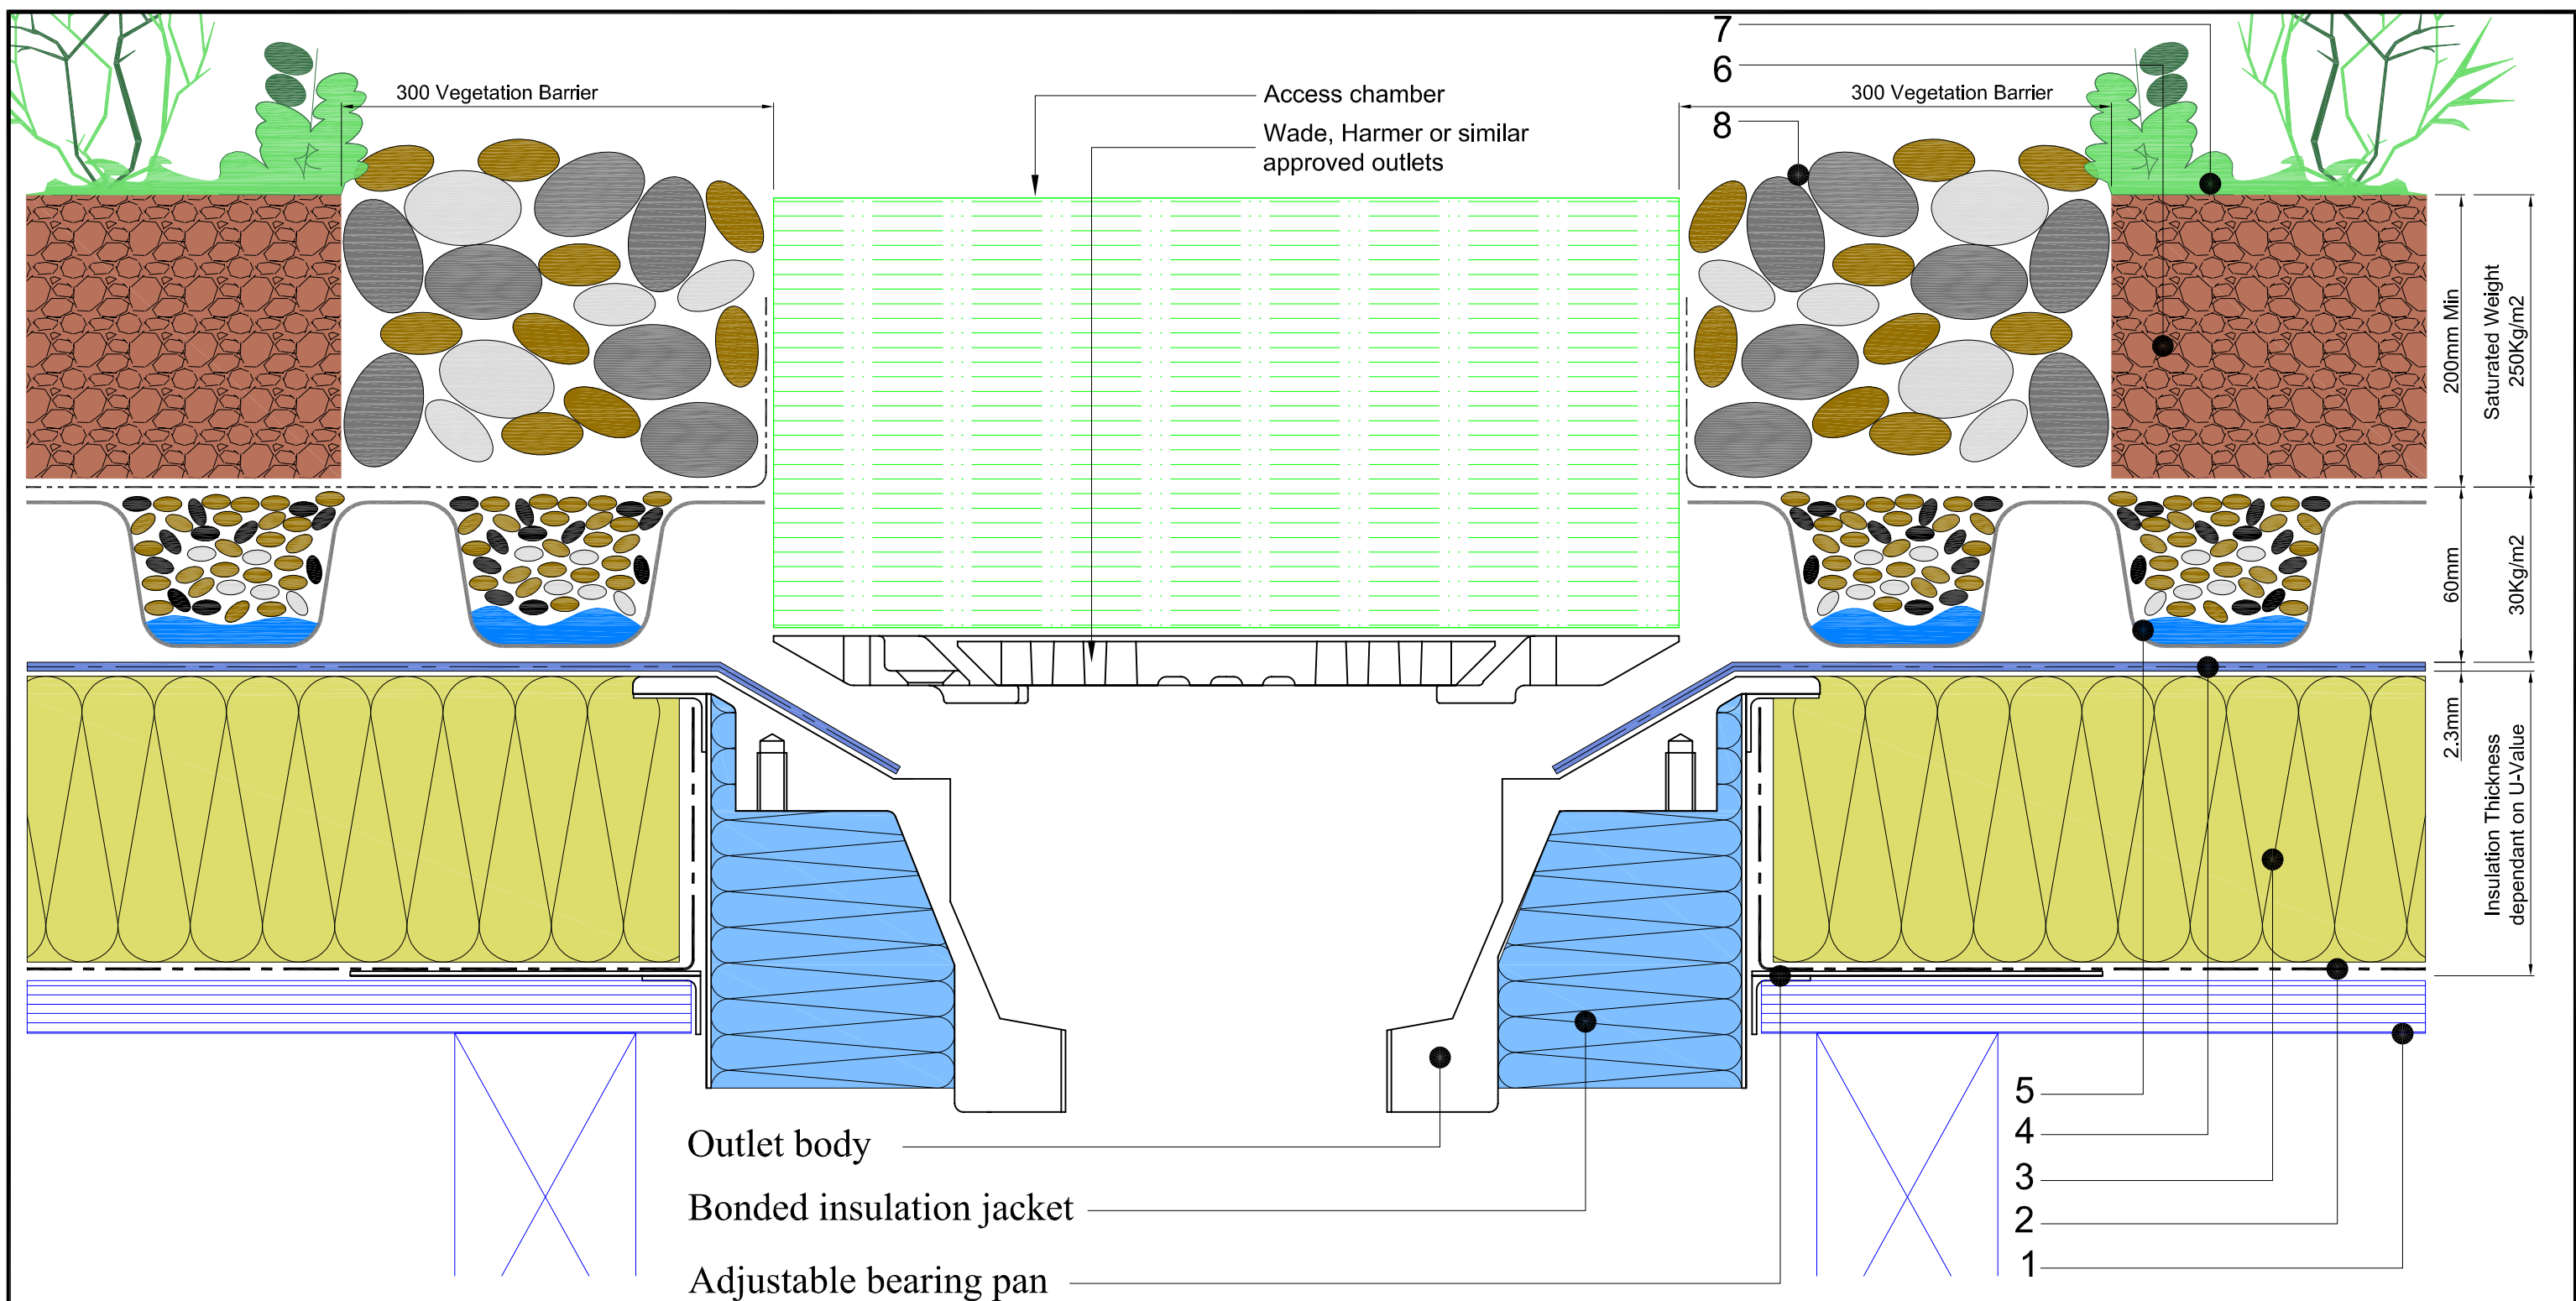 7
6
300 Vegetation Barrier
Access chamber
300 Vegetation Barrier
8
Wade, Harmer or similar
approved outlets
200mm Min
Saturated Weight
250Kg/m2
60mm
30Kg/m2
2.3mm
Insulation Thickness
dependant on U-Value
5
4
3
2
1
Outlet body
Bonded insulation jacket
Adjustable bearing pan